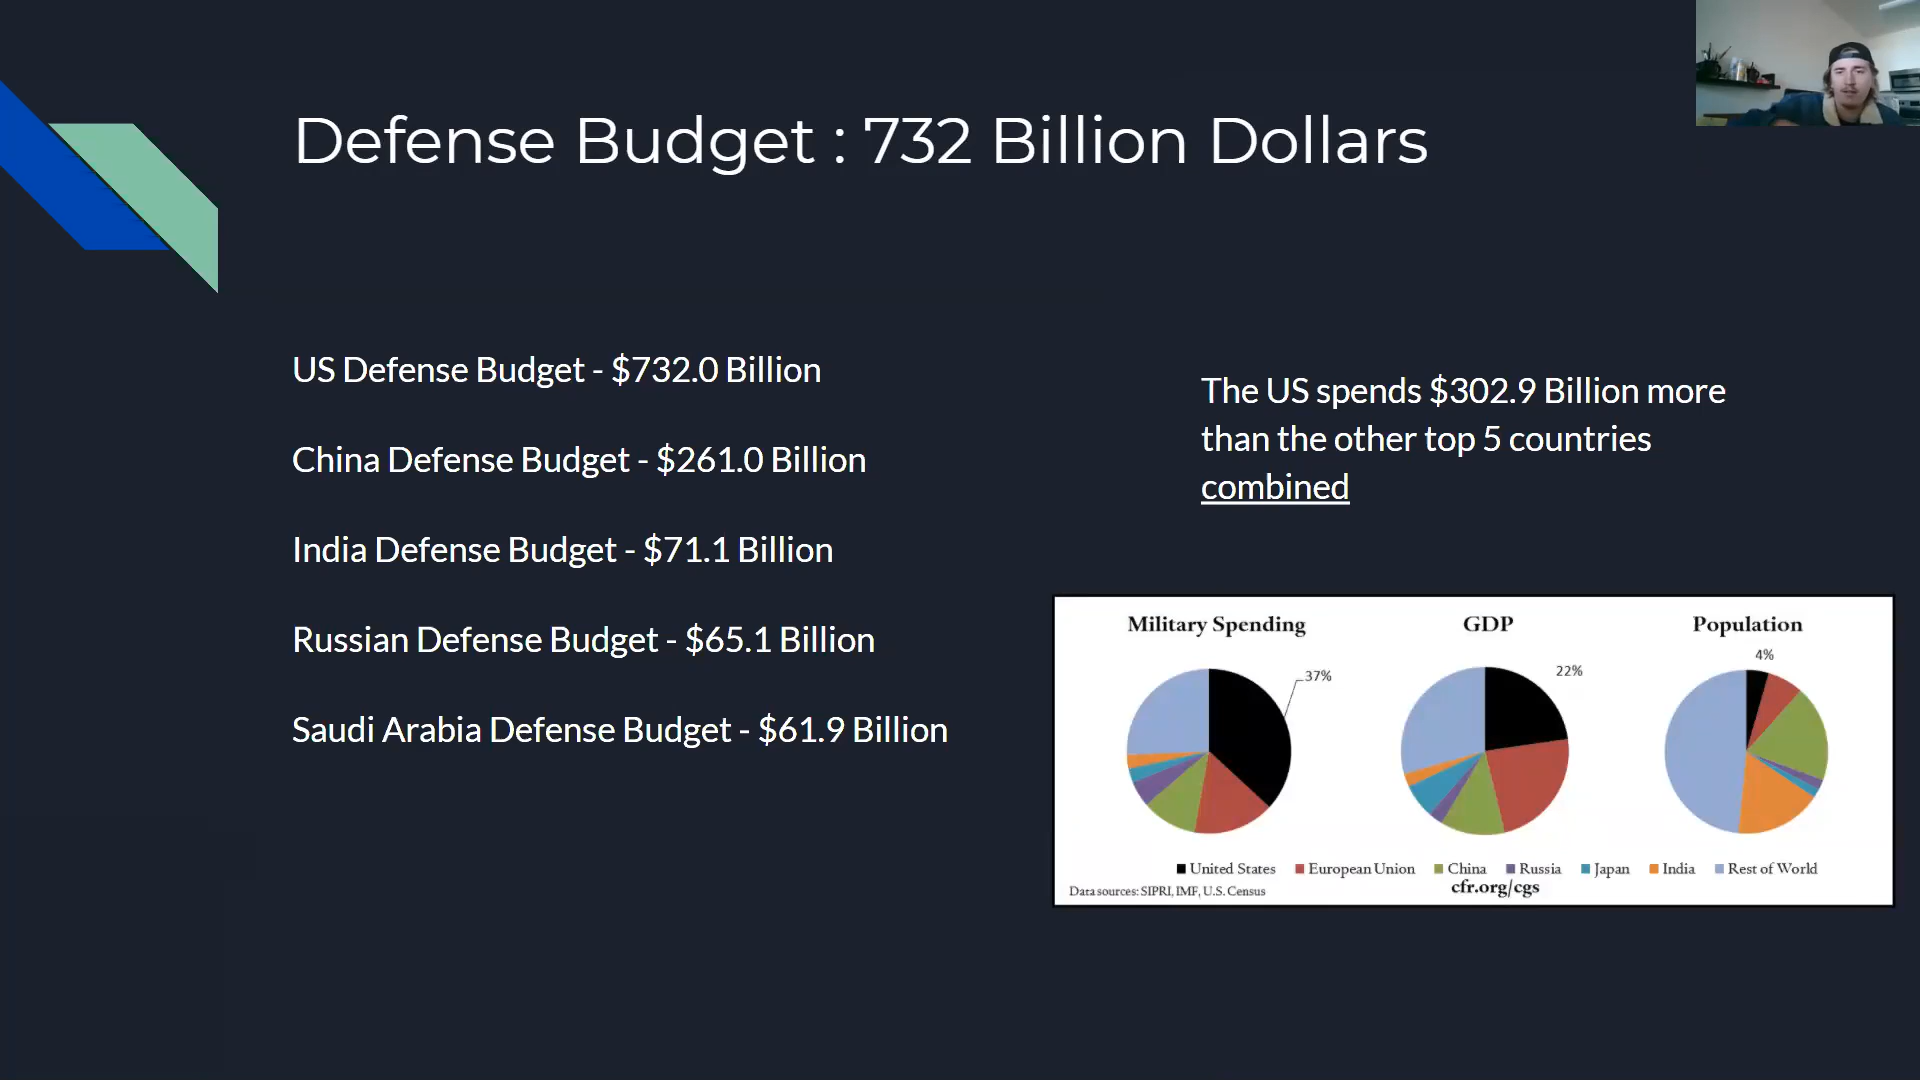 Defense Budget : 732 Billion Dollars
US Defense Budget - $732.0 Billion
China Defense Budget - $261.0 Billion
India Defense Budget - $71.1 Billion
Russian Defense Budget - $65.1 Billion
Saudi Arabia Defense Budget - $61.9 Billion
The US spends $302.9 Billion more
than the other top 5 countries
combined
Military Spending
37%
GDP
22%
Population
4%
United States European Union China Russia Japan India Rest of World
Data sources: SIPRI, IMF, U.S. Census
cfr.org/cgs